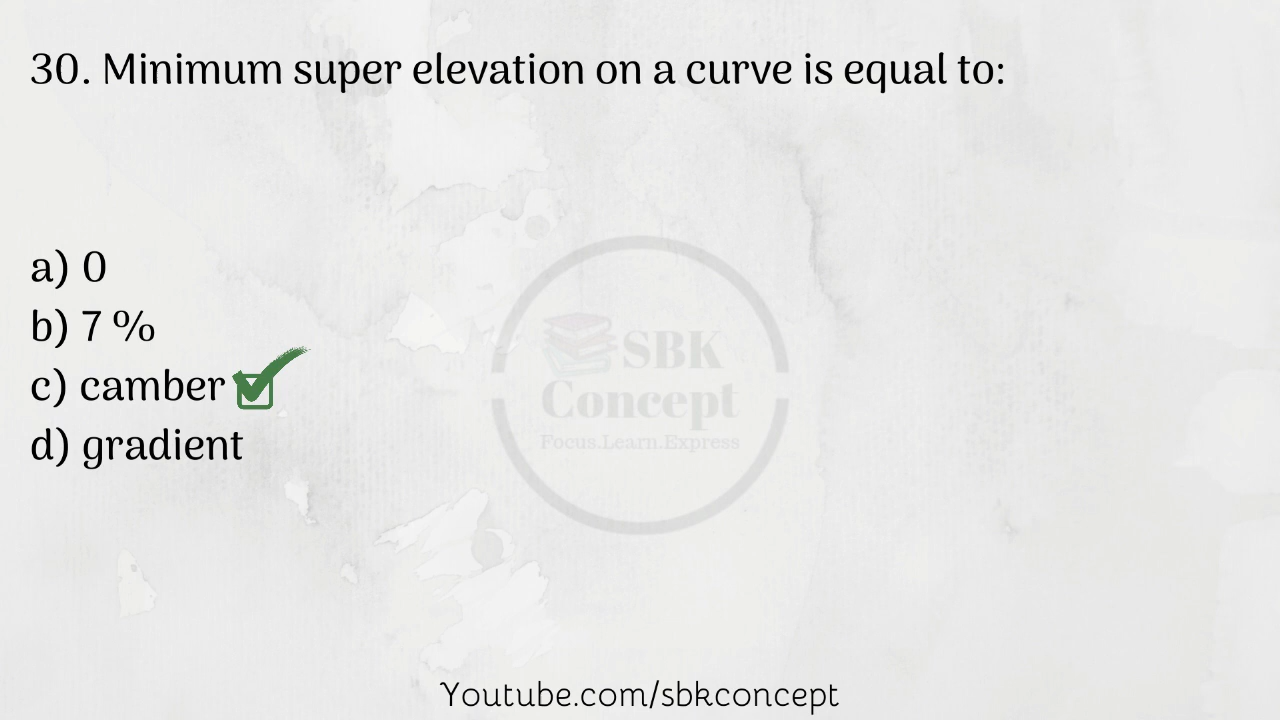 30. Minimum super elevation on a curve is equal to:
a) 0
b) 7 %
c) camber
d) gradient
SBK
Concept
Focus.Learn.Express
Youtube.com/sbkconcept